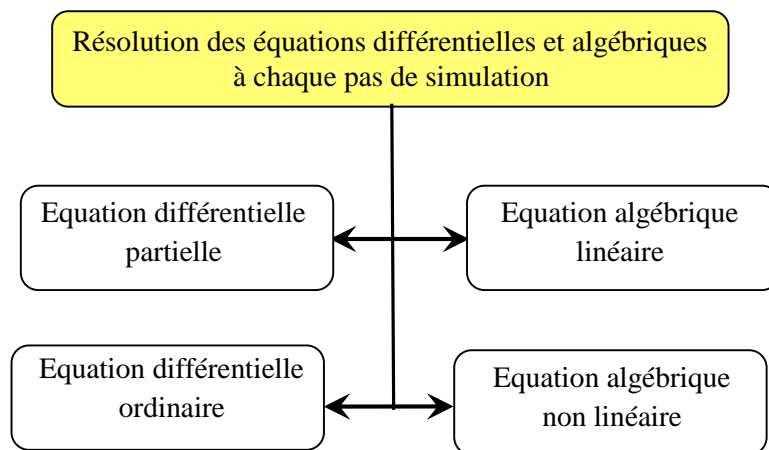 Résolution des équations différentielles et algébriques
à chaque pas de simulation
Equation différentielle
partielle
Equation algébrique
linéaire
Equation différentielle
ordinaire
Equation algébrique
non linéaire